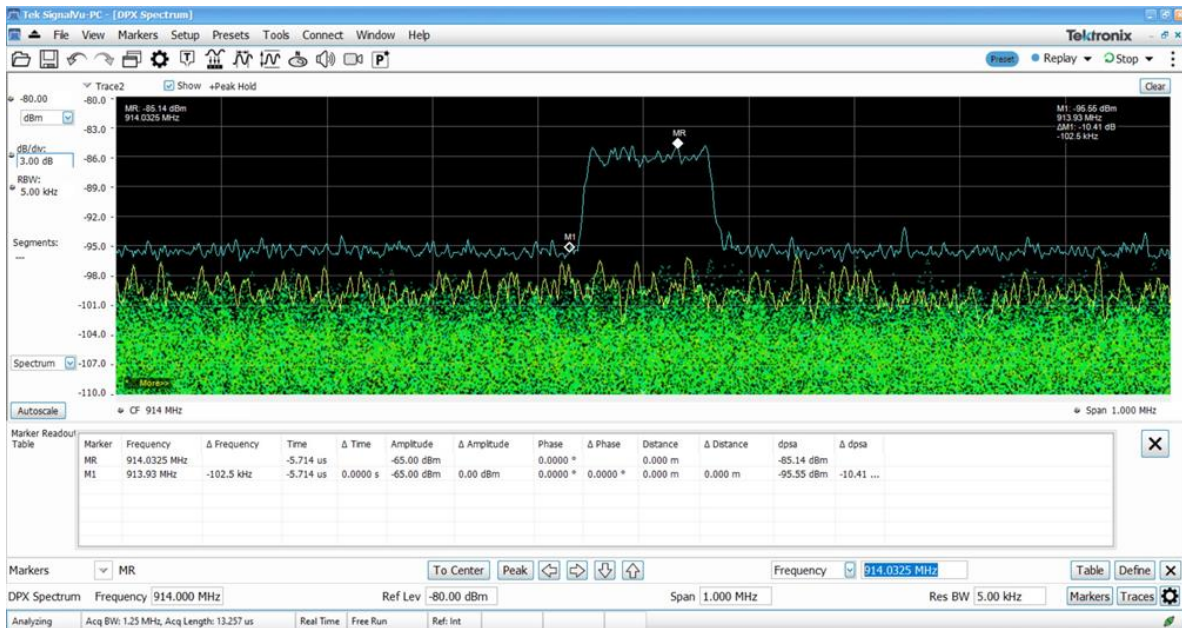 Tek SignalVu-PC - [DPX Spectrum]
File View Markers Setup Presets Tools Connect Window Help Tektronix
Preset Replay Stop
Trace2 Show +Peak Hold Clear
-80.00
dBm
dB/div:
3.00 dB
RBW:
5.00 kHz
Segments:
---
Spectrum
Autoscale
-80.0
-83.0
-86.0
-89.0
-92.0
-95.0
-98.0
-101.0
-104.0
-107.0
-110.0
MR: -85.14 dBm
914.0325 MHz
M1: -95.55 dBm
913.93 MHz
ΔM1: -10.41 dB
-102.5 kHz
MR
M1
More>>
CF 914 MHz Span 1.000 MHz
Marker Readout
Table
Marker Frequency Δ Frequency Time Δ Time Amplitude Δ Amplitude Phase Δ Phase Distance Δ Distance dpsa Δ dpsa
MR 914.0325 MHz -5.714 us -65.00 dBm 0.0000 ° 0.000 m -85.14 dBm
M1 913.93 MHz -102.5 kHz -5.714 us 0.0000 s -65.00 dBm 0.00 dBm 0.0000 ° 0.0000 ° 0.000 m 0.000 m -95.55 dBm -10.41 ...
Markers MR To Center Peak Frequency 914.0325 MHz Table Define
DPX Spectrum Frequency 914.000 MHz Ref Lev -80.00 dBm Span 1.000 MHz Res BW 5.00 kHz Markers Traces
Analyzing Acq BW: 1.25 MHz, Acq Length: 13.257 us Real Time Free Run Ref: Int